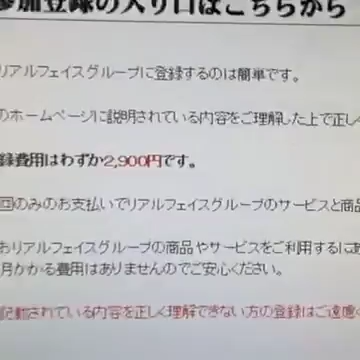 参加登録の入り口はこちらから
リアルフェイスグループに登録するのは簡単です。
のホームページに説明されている内容をご理解した上で正しく
録費用はわずか2,900円です。
回のみのお支払いでリアルフェイスグループのサービスと商品
おリアルフェイスグループの商品やサービスをご利用するにあ
月かかる費用はありませんのでご安心ください。
記動されている内容を正しく理解できない方の登録はご遠慮く